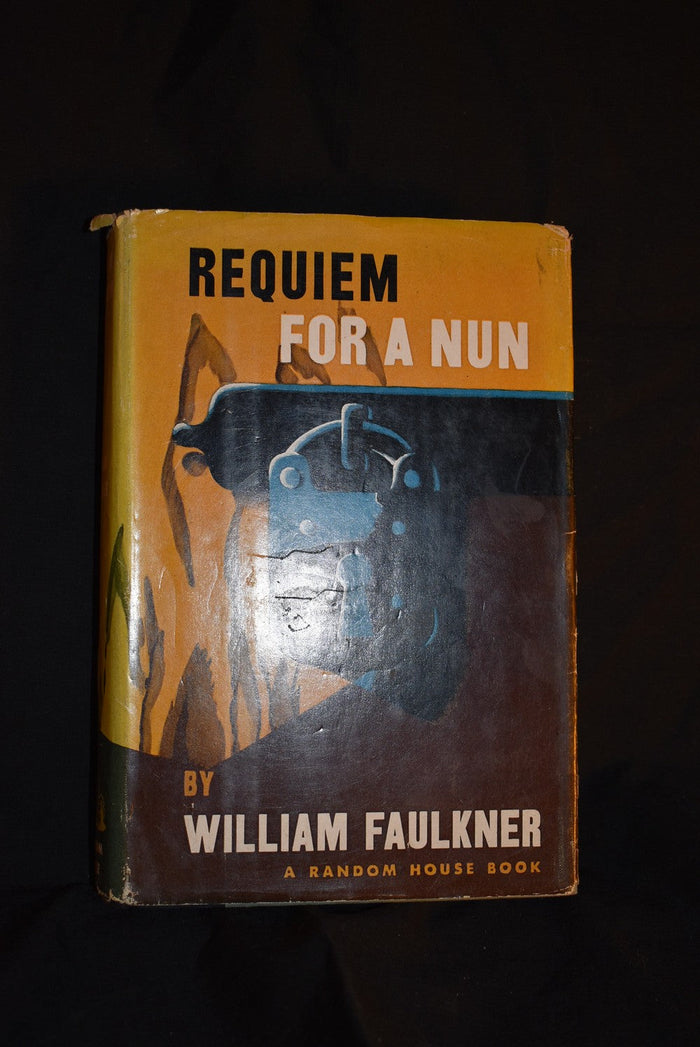 REQUIEM
FOR A NUN
BY
WILLIAM FAULKNER
A RANDOM HOUSE BOOK